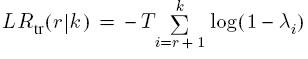 LR_tr(r|k) = −T ∑_{i=r+1}^{k} log(1−λ_i)